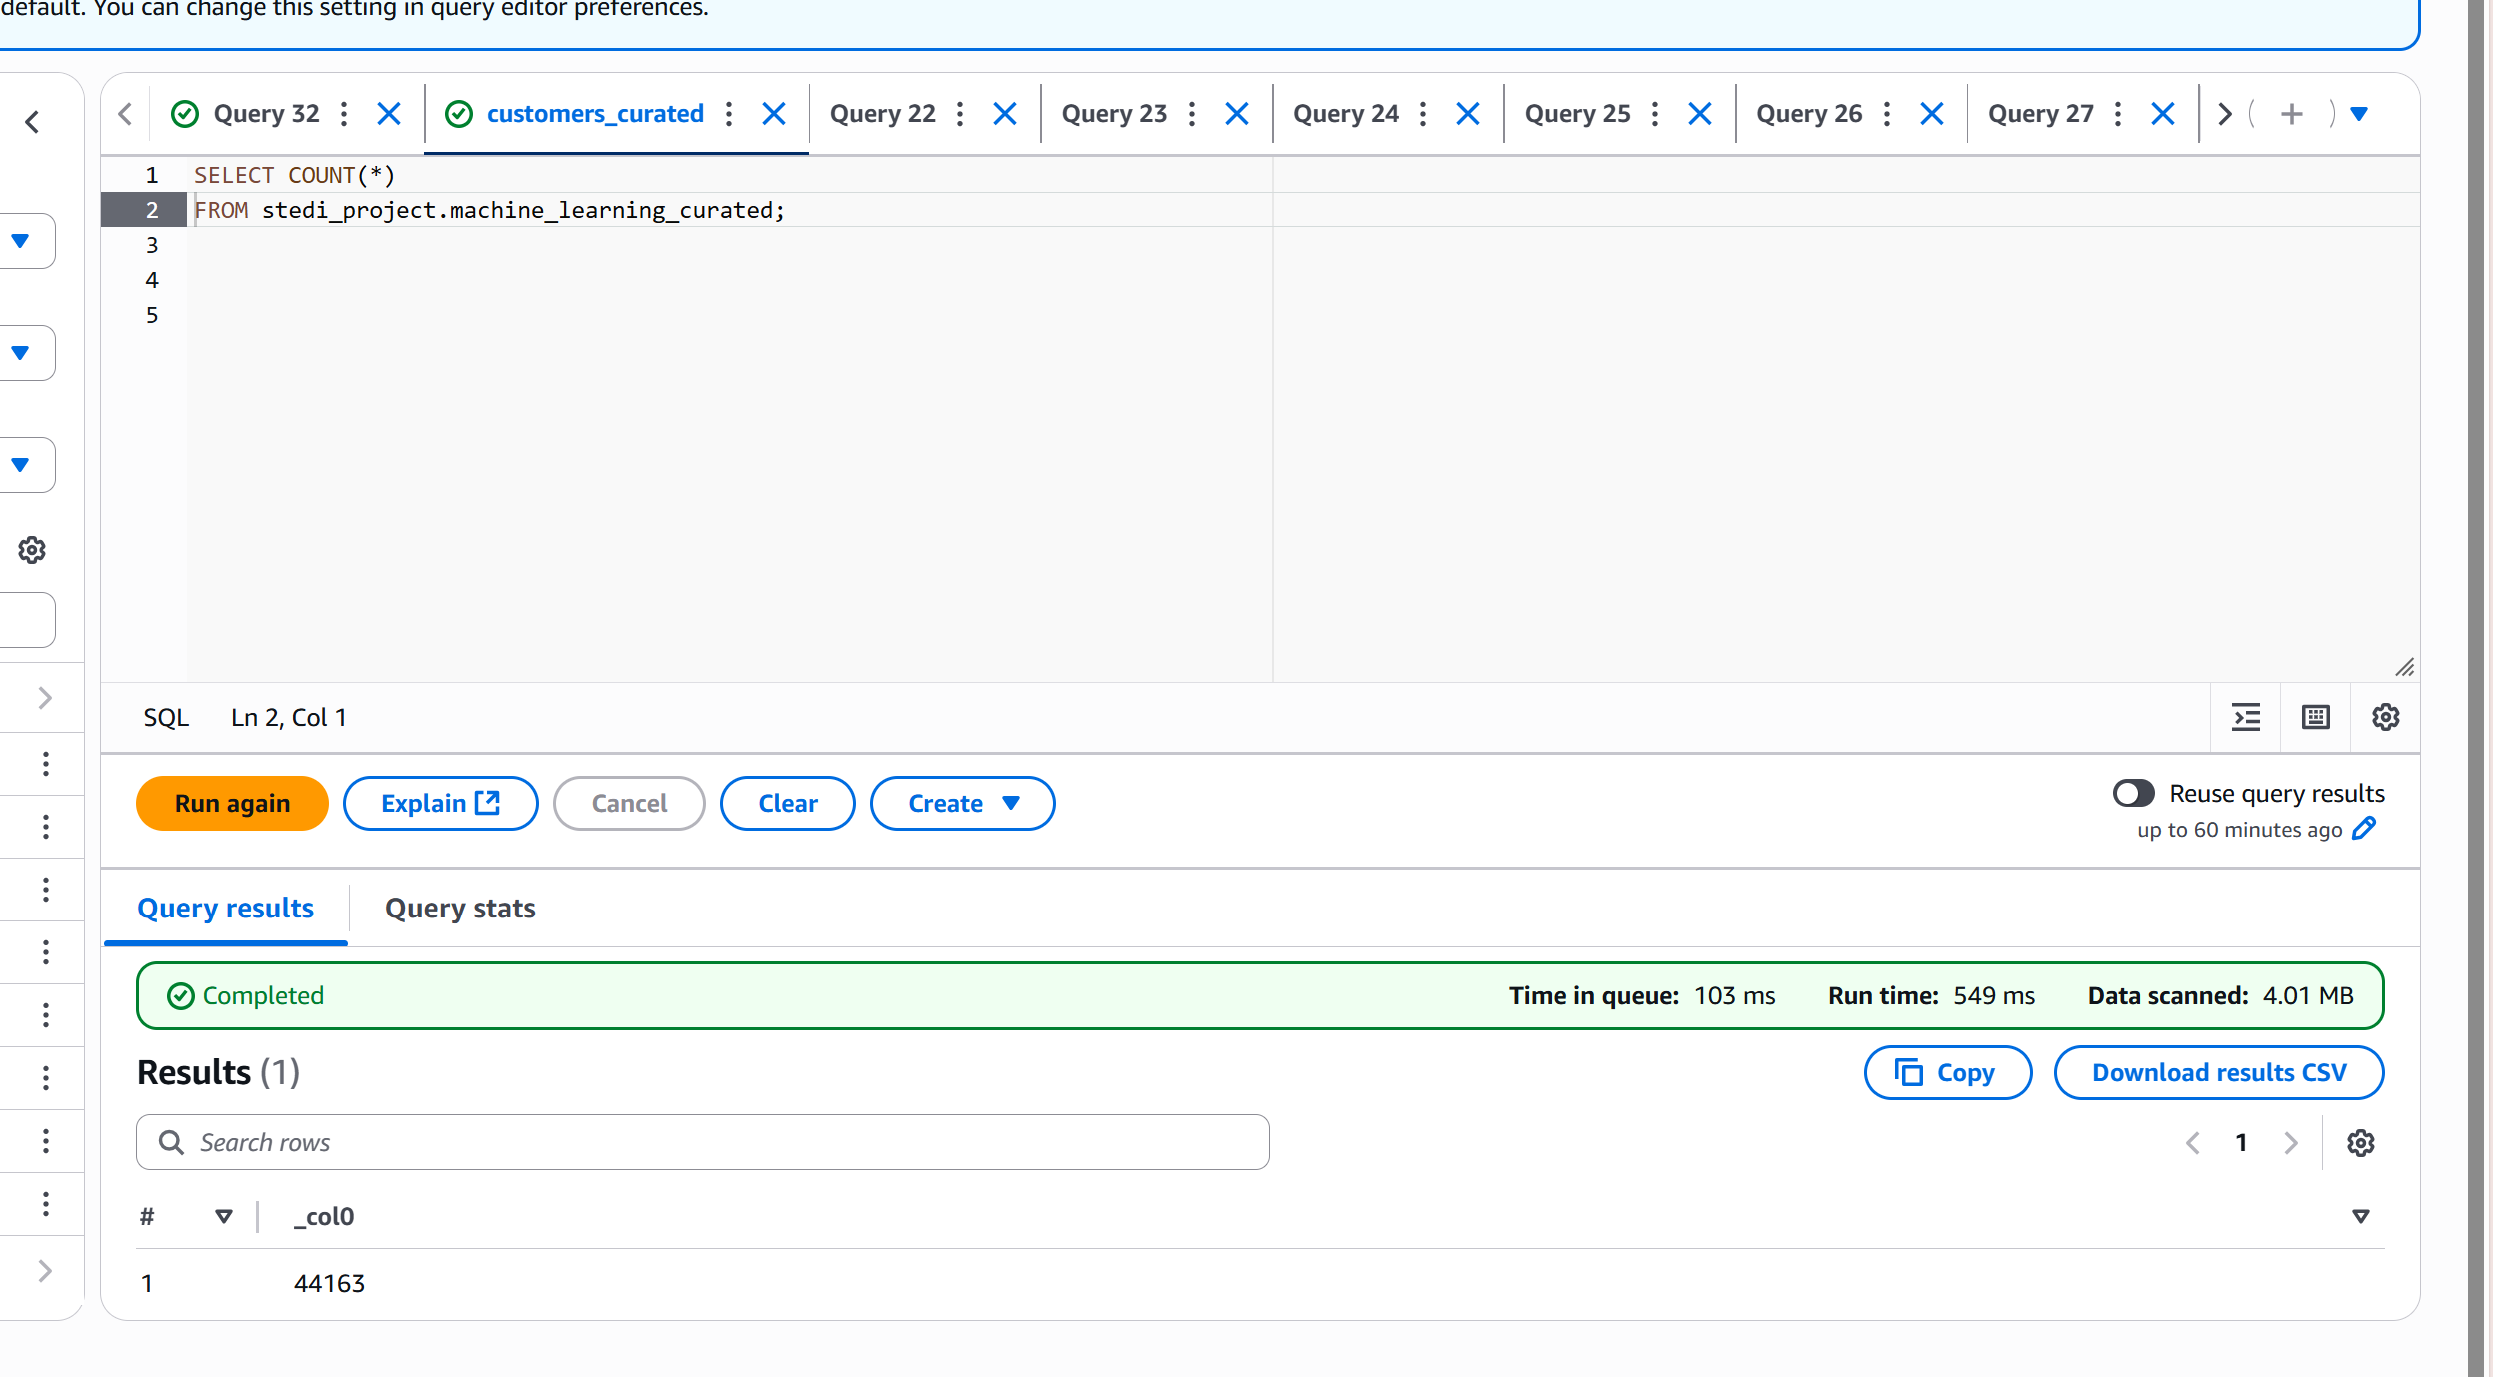 default. You can change this setting in query editor preferences.
Query 32
customers_curated
Query 22
Query 23
Query 24
Query 25
Query 26
Query 27
1 SELECT COUNT(*)
2 FROM stedi_project.machine_learning_curated;
3
4
5
SQL Ln 2, Col 1
Run again
Explain
Cancel
Clear
Create
Reuse query results
up to 60 minutes ago
Query results
Query stats
Completed
Time in queue: 103 ms Run time: 549 ms Data scanned: 4.01 MB
Results (1)
Copy
Download results CSV
Search rows
1
# _col0
1 44163